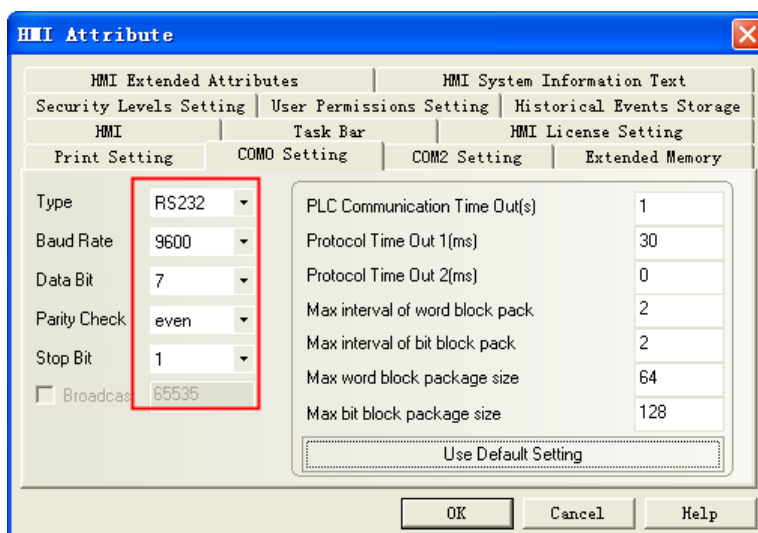 HMI Attribute
HMI Extended Attributes HMI System Information Text
Security Levels Setting User Permissions Setting Historical Events Storage
HMI Task Bar HMI License Setting
Print Setting COM0 Setting COM2 Setting Extended Memory
Type RS232
Baud Rate 9600
Data Bit 7
Parity Check even
Stop Bit 1
Broadcas 65535
PLC Communication Time Out(s) 1
Protocol Time Out 1(ms) 30
Protocol Time Out 2(ms) 0
Max interval of word block pack 2
Max interval of bit block pack 2
Max word block package size 64
Max bit block package size 128
Use Default Setting
OK Cancel Help